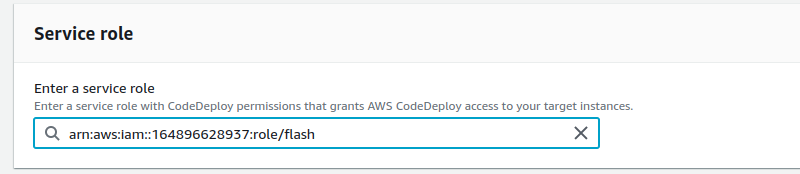 Service role
Enter a service role
Enter a service role with CodeDeploy permissions that grants AWS CodeDeploy access to your target instances.
arn:aws:iam::164896628937:role/flash